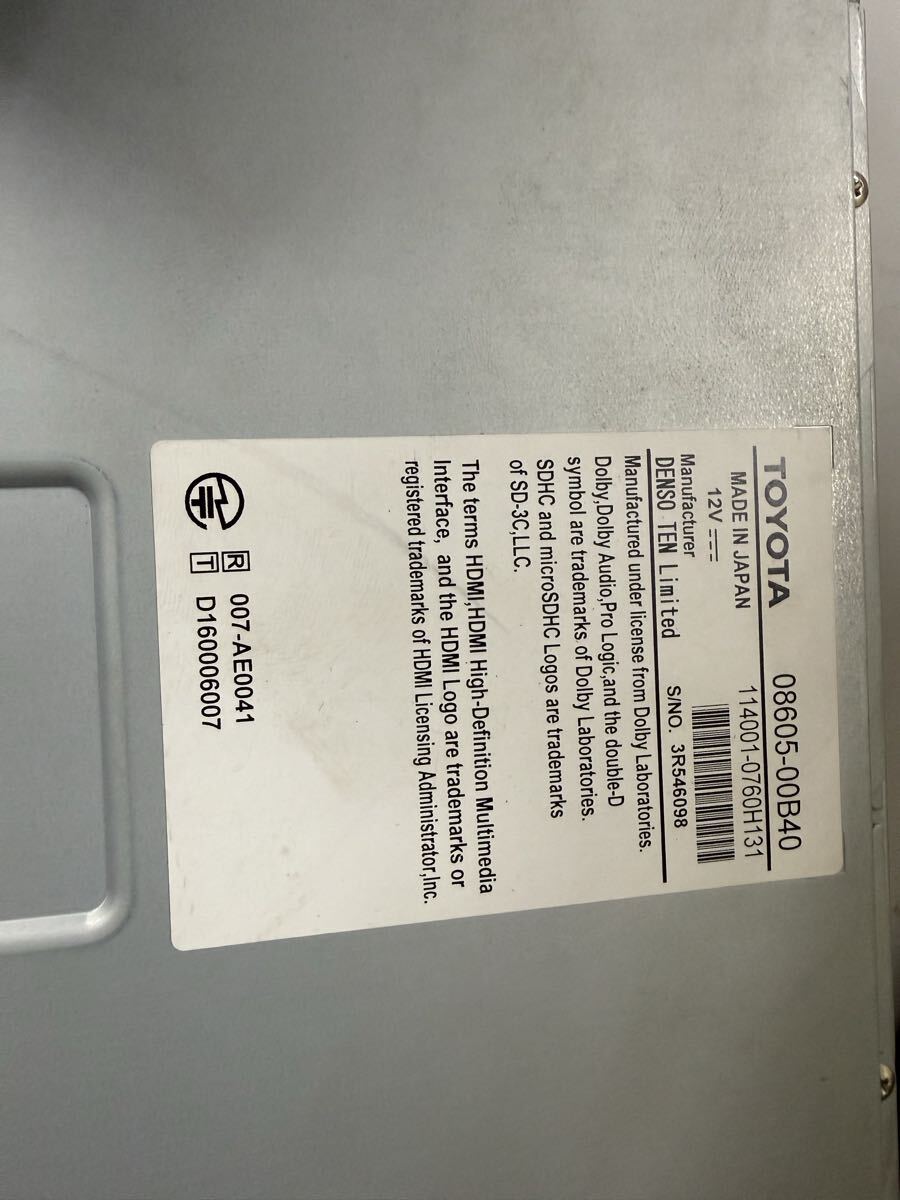 TOYOTA 08605-00B40
MADE IN JAPAN 114001-0760H131
12V
Manufacturer
DENSO TEN Limited S/NO. 3R546098
Manufactured under license from Dolby Laboratories.
Dolby,Dolby Audio,Pro Logic,and the double-D
symbol are trademarks of Dolby Laboratories.
SDHC and microSDHC Logos are trademarks
of SD-3C,LLC.
The terms HDMI,HDMI High-Definition Multimedia
Interface, and the HDMI Logo are trademarks or
registered trademarks of HDMI Licensing Administrator,Inc.
R 007-AE0041
T D160006007